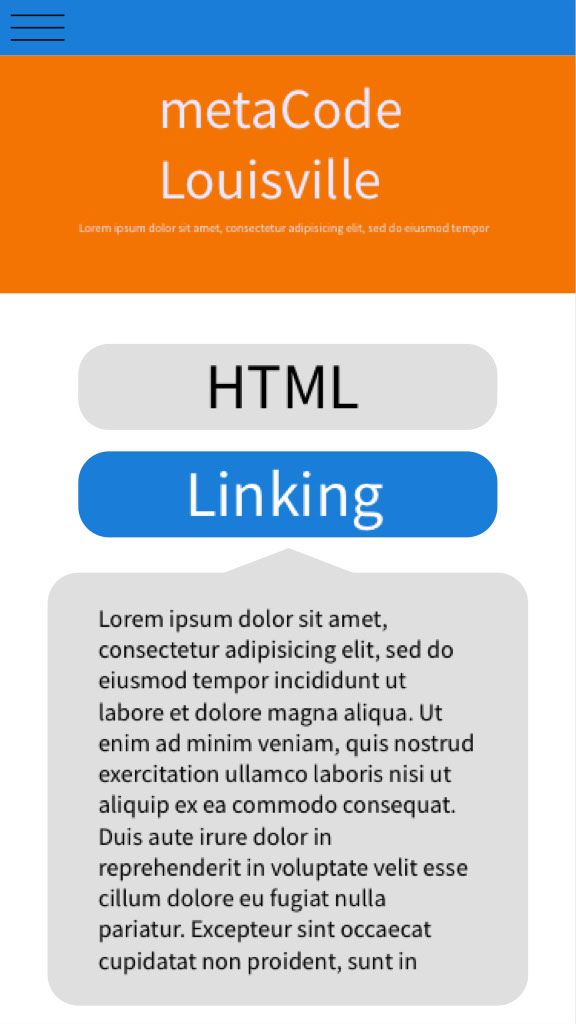 metaCode
Louisville
Lorem ipsum dolor sit amet, consectetur adipisicing elit, sed do eiusmod tempor
HTML
Linking
Lorem ipsum dolor sit amet,
consectetur adipisicing elit, sed do
eiusmod tempor incididunt ut
labore et dolore magna aliqua. Ut
enim ad minim veniam, quis nostrud
exercitation ullamco laboris nisi ut
aliquip ex ea commodo consequat.
Duis aute irure dolor in
reprehenderit in voluptate velit esse
cillum dolore eu fugiat nulla
pariatur. Excepteur sint occaecat
cupidatat non proident, sunt in